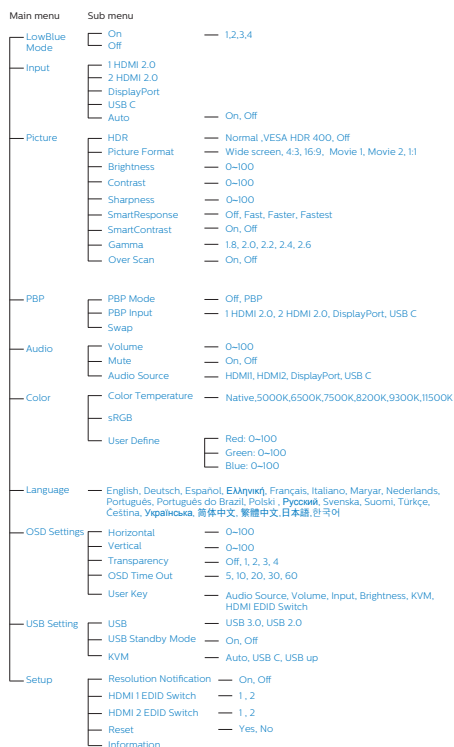 Main menu Sub menu
LowBlue Mode On 1,2,3,4
Off
Input 1 HDMI 2.0
2 HDMI 2.0
DisplayPort
USB C
Auto On, Off
Picture HDR Normal ,VESA HDR 400, Off
Picture Format Wide screen, 4:3, 16:9, Movie 1, Movie 2, 1:1
Brightness 0~100
Contrast 0~100
Sharpness 0~100
SmartResponse Off, Fast, Faster, Fastest
SmartContrast On, Off
Gamma 1.8, 2.0, 2.2, 2.4, 2.6
Over Scan On, Off
PBP PBP Mode Off, PBP
PBP Input 1 HDMI 2.0, 2 HDMI 2.0, DisplayPort, USB C
Swap
Audio Volume 0~100
Mute On, Off
Audio Source HDMI1, HDMI2, DisplayPort, USB C
Color Color Temperature Native,5000K,6500K,7500K,8200K,9300K,11500K
sRGB
User Define Red: 0~100
Green: 0~100
Blue: 0~100
Language English, Deutsch, Español, Ελληνική, Français, Italiano, Maryar, Nederlands,
Português, Português do Brazil, Polski , Русский, Svenska, Suomi, Türkçe,
Čeština, Українська, 简体中文, 繁體中文,日本語,한국어
OSD Settings Horizontal 0~100
Vertical 0~100
Transparency Off, 1, 2, 3, 4
OSD Time Out 5, 10, 20, 30, 60
User Key Audio Source, Volume, Input, Brightness, KVM,
HDMI EDID Switch
USB Setting USB USB 3.0, USB 2.0
USB Standby Mode On, Off
KVM Auto, USB C, USB up
Setup Resolution Notification On, Off
HDMI 1 EDID Switch 1 , 2
HDMI 2 EDID Switch 1 , 2
Reset Yes, No
Information